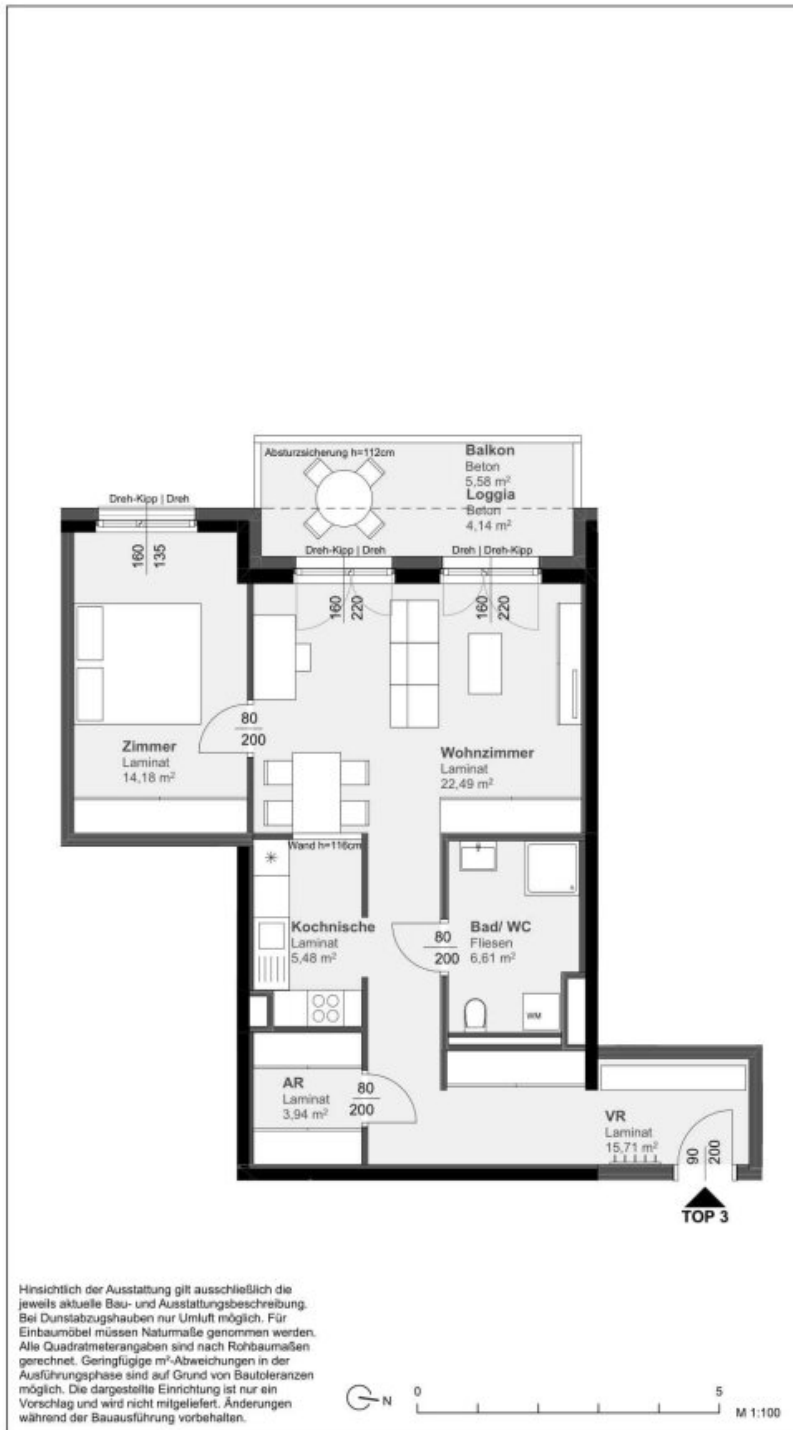 Absturzsicherung h=112cm
Balkon
Beton
5,58 m²
Loggia
Beton
4,14 m²
Dreh-Kipp | Dreh
160
135
Dreh-Kipp | Dreh
160
220
Dreh | Dreh-Kipp
160
220
Zimmer
Laminat
14,18 m²
80
200
Wohnzimmer
Laminat
22,49 m²
Wand h=116cm
Kochnische
Laminat
5,48 m²
80
200
Bad/ WC
Fliesen
6,61 m²
WM
AR
Laminat
3,94 m²
80
200
VR
Laminat
15,71 m²
90
200
TOP 3
Hinsichtlich der Ausstattung gilt ausschließlich die
jeweils aktuelle Bau- und Ausstattungsbeschreibung.
Bei Dunstabzugshauben nur Umluft möglich. Für
Einbaumöbel müssen Naturmaße genommen werden.
Alle Quadratmeterangaben sind nach Rohbaumaßen
gerechnet. Geringfügige m²-Abweichungen in der
Ausführungsphase sind auf Grund von Bautoleranzen
möglich. Die dargestellte Einrichtung ist nur ein
Vorschlag und wird nicht mitgeliefert. Änderungen
während der Bauausführung vorbehalten.
N
0 5
M 1:100